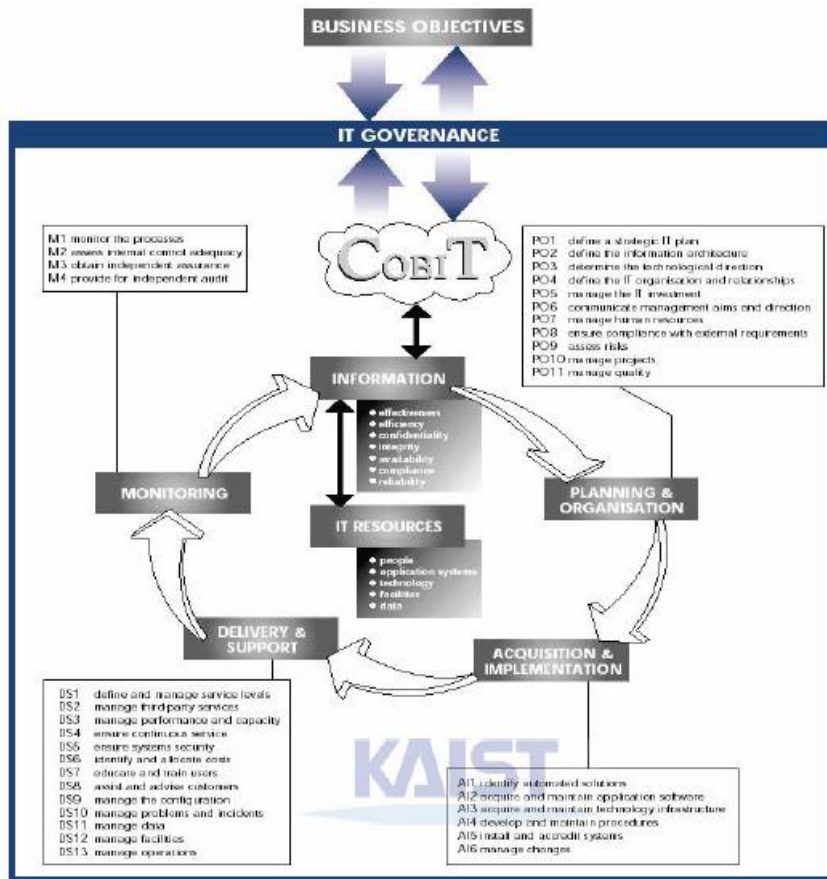 BUSINESS OBJECTIVES
IT GOVERNANCE
COBIT
M1 monitor the processes
M2 assess internal control adequacy
M3 obtain independent assurance
M4 provide for independent audit
PO1 define a strategic IT plan
PO2 define the information architecture
PO3 determine the technological direction
PO4 define the IT organisation and relationships
PO5 manage the IT investment
PO6 communicate management aims and direction
PO7 manage human resources
PO8 ensure compliance with external requirements
PO9 assess risks
PO10 manage projects
PO11 manage quality
INFORMATION
effectiveness
efficiency
confidentiality
integrity
availability
compliance
reliability
MONITORING
PLANNING &
ORGANISATION
IT RESOURCES
people
application systems
technology
facilities
data
DELIVERY &
SUPPORT
ACQUISITION &
IMPLEMENTATION
DS1 define and manage service levels
DS2 manage third-party services
DS3 manage performance and capacity
DS4 ensure continuous service
DS5 ensure systems security
DS6 identify and allocate costs
DS7 educate and train users
DS8 assist and advise customers
DS9 manage the configuration
DS10 manage problems and incidents
DS11 manage data
DS12 manage facilities
DS13 manage operations
KAIST
AI1 identify automated solutions
AI2 acquire and maintain application software
AI3 acquire and maintain technology infrastructure
AI4 develop and maintain procedures
AI5 install and accredit systems
AI6 manage changes